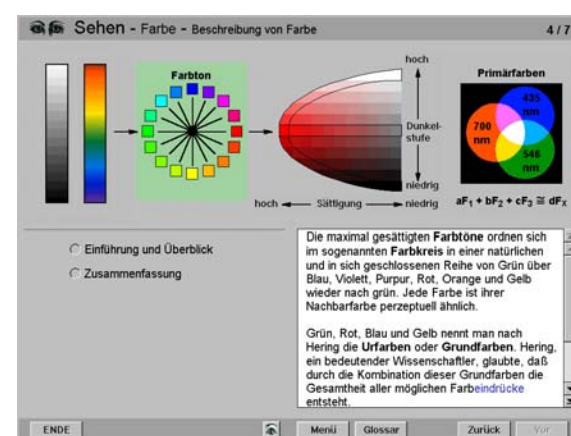 Sehen - Farbe - Beschreibung von Farbe 4/7
Farbton
hoch
Dunkel-
stufe
niedrig
hoch Sättigung niedrig
Primärfarben
435
nm
700
nm
546
nm
aF1 + bF2 + cF3 ≅ dFx
Einführung und Überblick
Zusammenfassung
Die maximal gesättigten Farbtöne ordnen sich
im sogenannten Farbkreis in einer natürlichen
und in sich geschlossenen Reihe von Grün über
Blau, Violett, Purpur, Rot, Orange und Gelb
wieder nach grün. Jede Farbe ist ihrer
Nachbarfarbe perzeptuell ähnlich.
Grün, Rot, Blau und Gelb nennt man nach
Hering die Urfarben oder Grundfarben. Hering,
ein bedeutender Wissenschaftler, glaubte, daß
durch die Kombination dieser Grundfarben die
Gesamtheit aller möglichen Farbeindrücke
entsteht.
ENDE Menü Glossar Zurück Vor